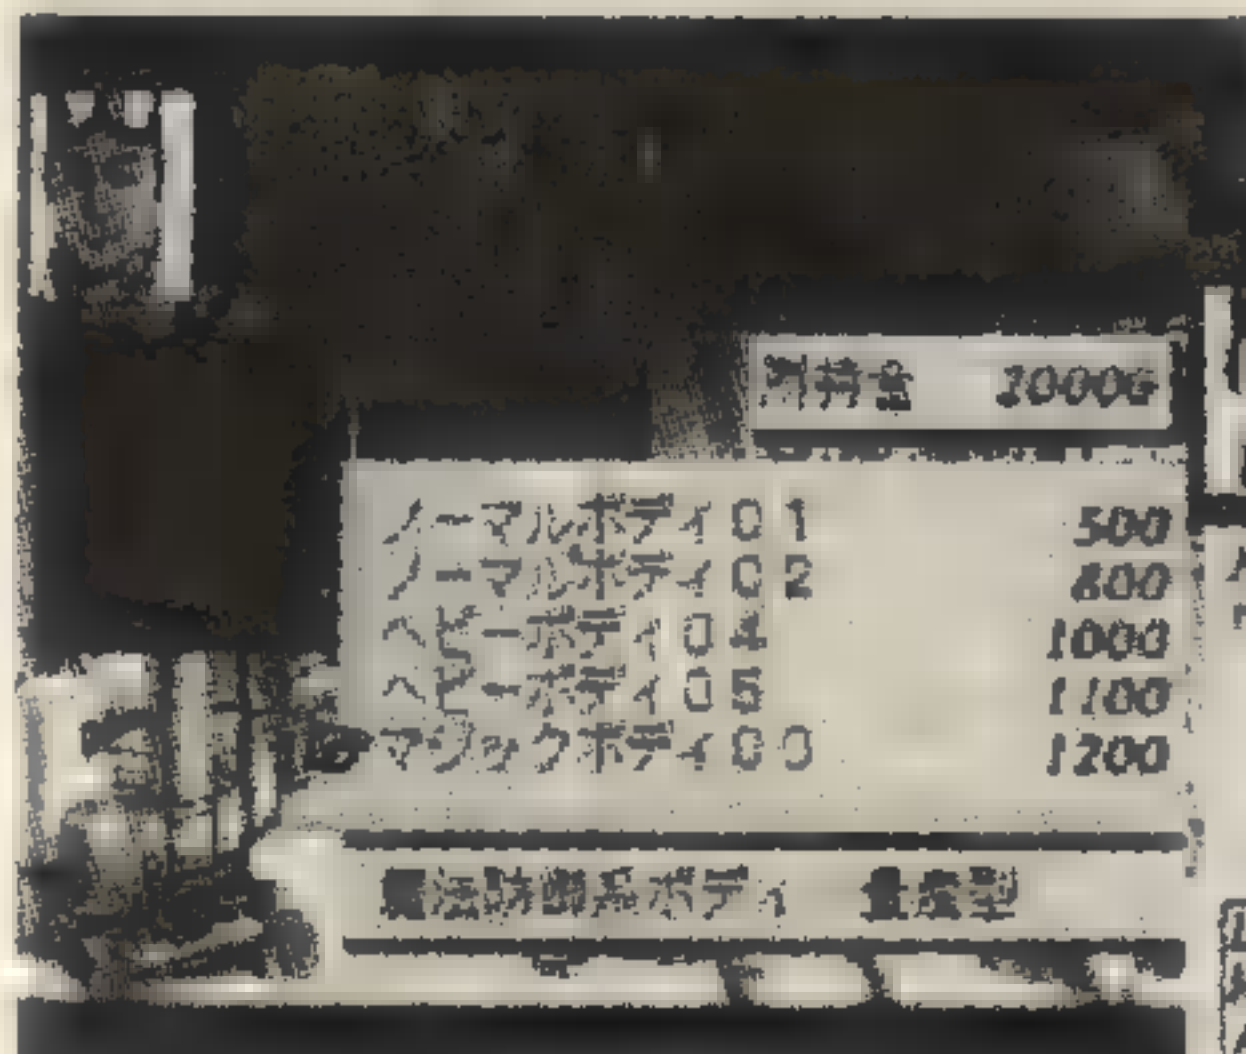 所持金 1000G
ノーマルボディ01 500
ノーマルボディ02 600
ヘビーボディ04 1000
ヘビーボディ05 1100
マジックボディ00 1200
魔法防御系ボディ 量産型